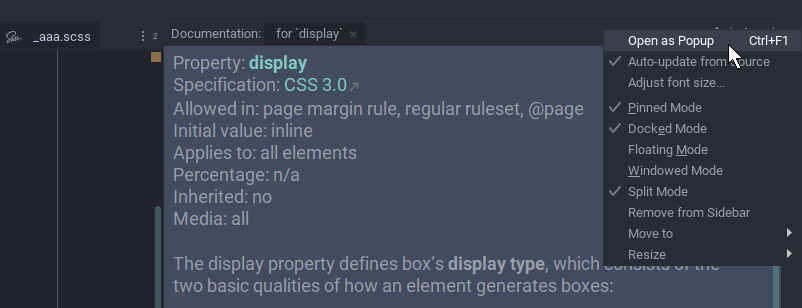 _aaa.scss
2
Documentation:
for `display`
Property: display
Specification: CSS 3.0
Allowed in: page margin rule, regular ruleset, @page
Initial value: inline
Applies to: all elements
Percentage: n/a
Inherited: no
Media: all
The display property defines box's display type, which consists of the
two basic qualities of how an element generates boxes:
Open as Popup Ctrl+F1
Auto-update from Source
Adjust font size...
Pinned Mode
Docked Mode
Floating Mode
Windowed Mode
Split Mode
Remove from Sidebar
Move to
Resize